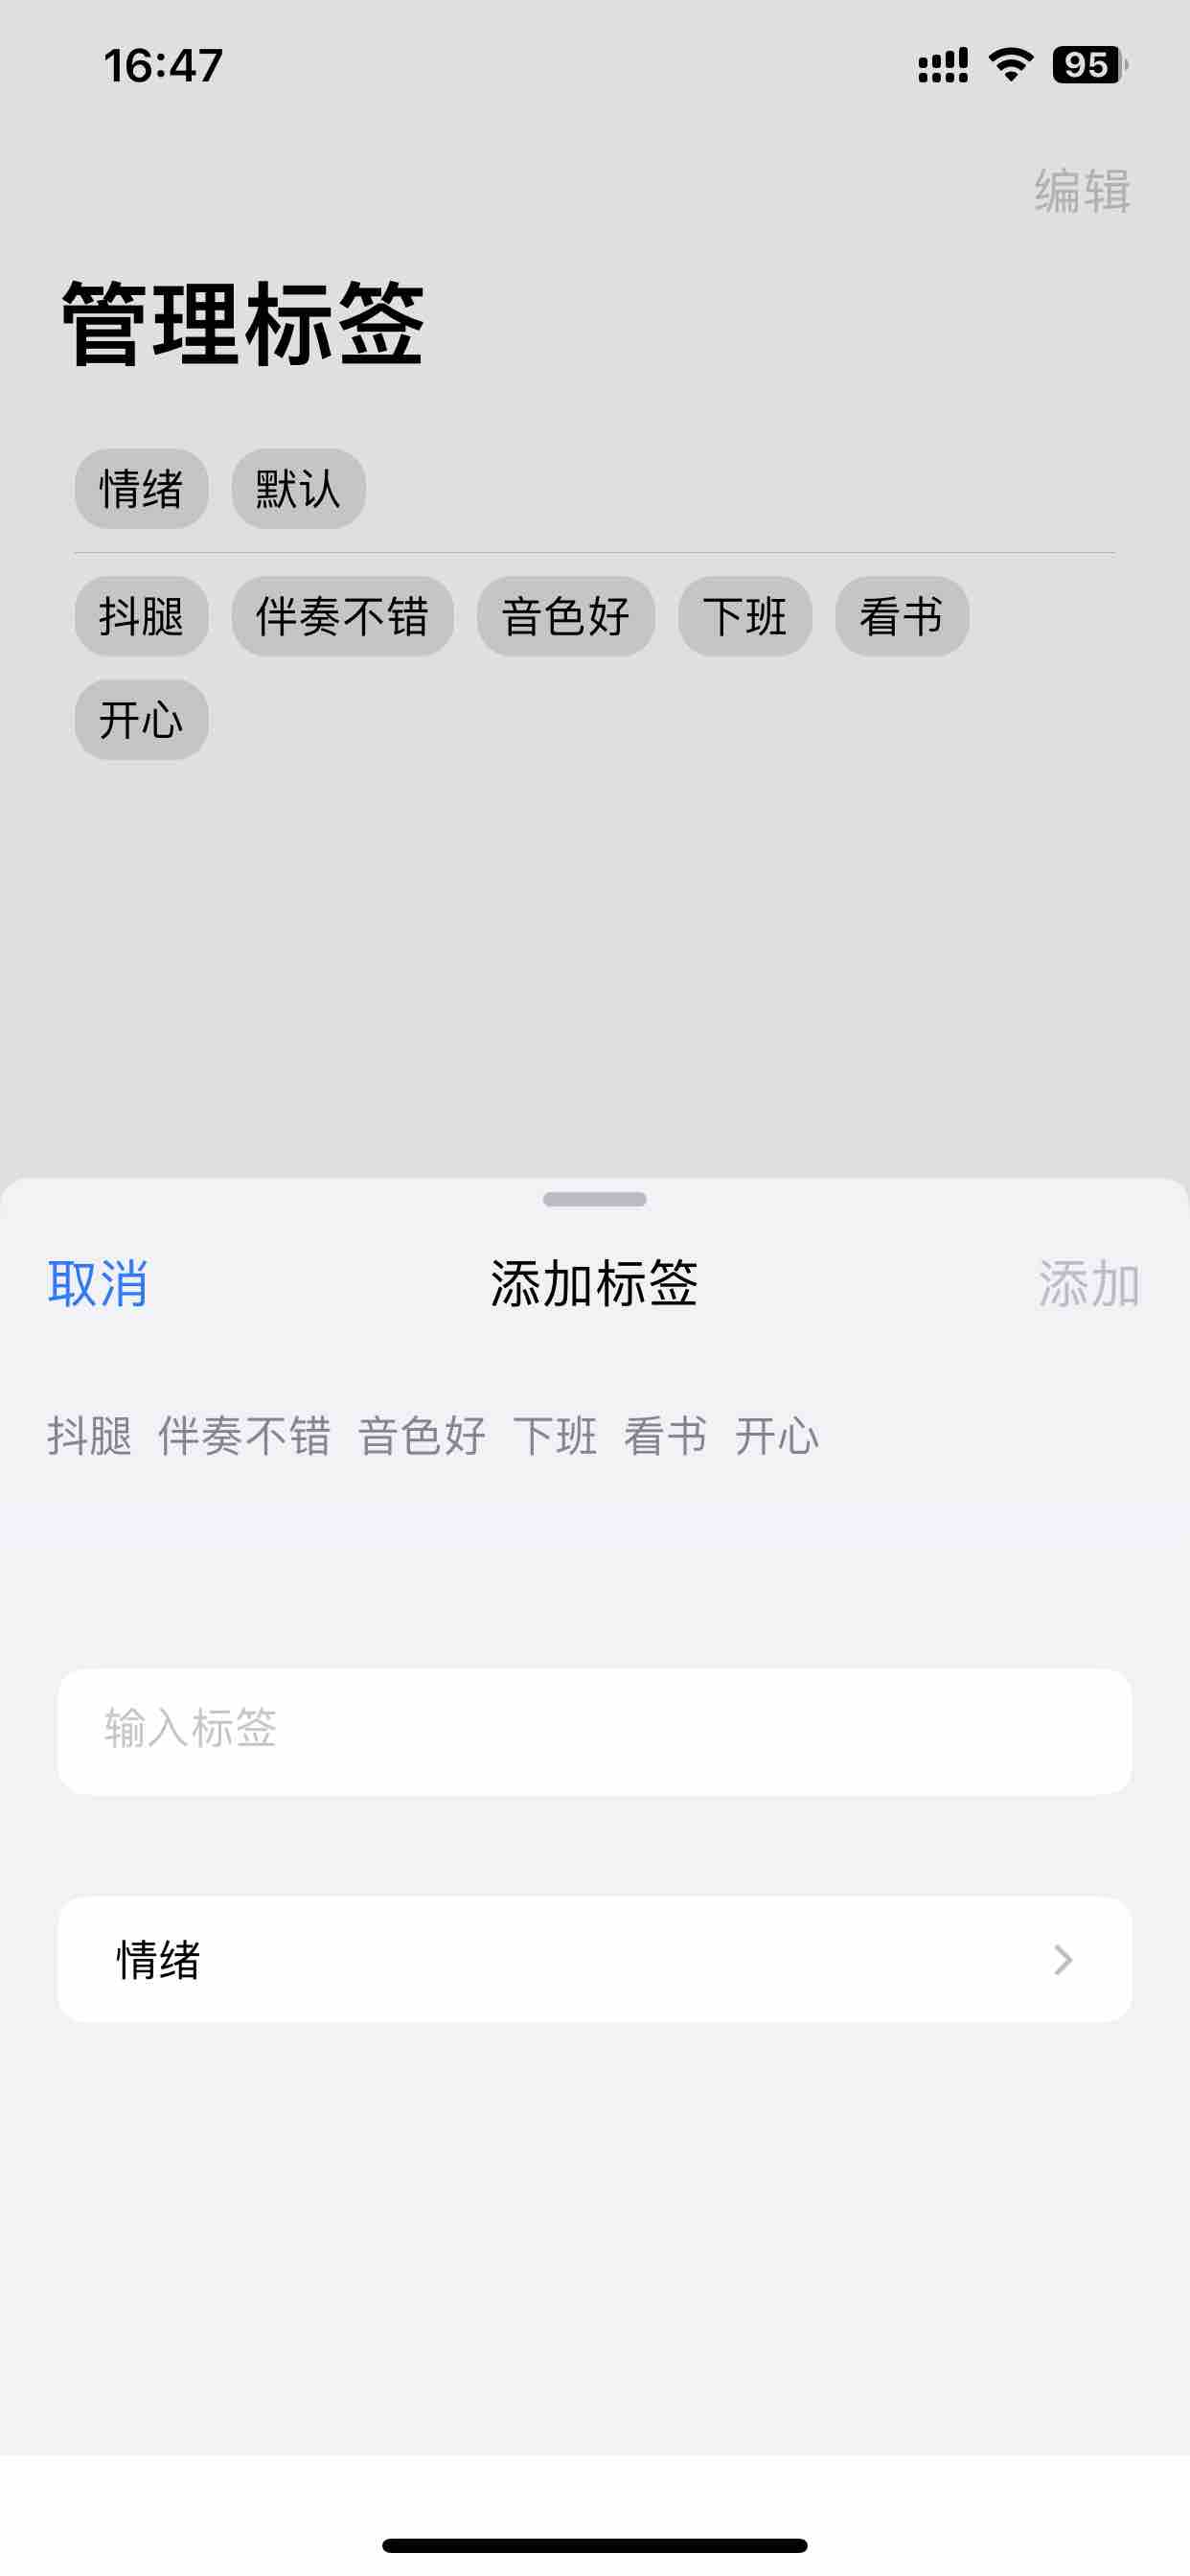 16:47 95
编辑
管理标签
情绪 默认
抖腿 伴奏不错 音色好 下班 看书
开心
取消 添加标签 添加
抖腿 伴奏不错 音色好 下班 看书 开心
输入标签
情绪